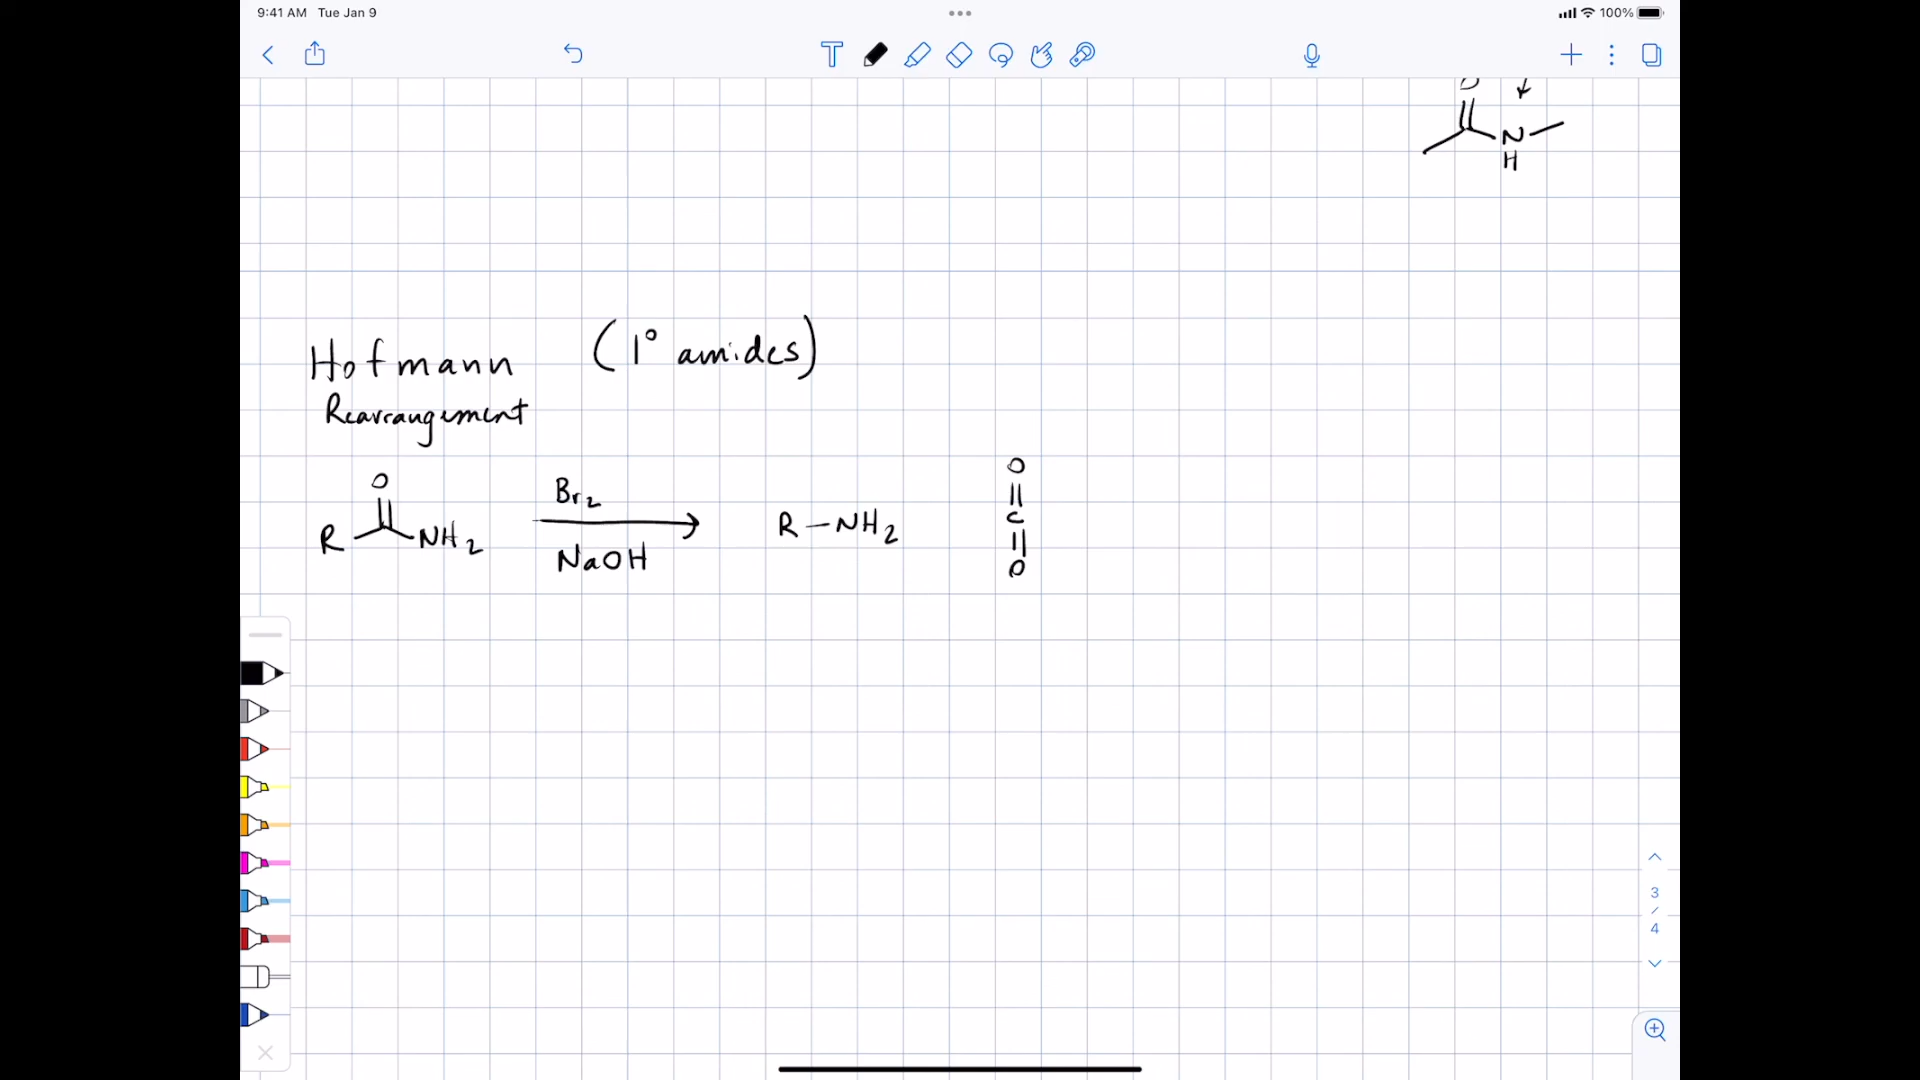 9:41 AM Tue Jan 9
100%
O
N
H
Hofmann (1° amides)
Rearrangement
O
R NH2
Br2
NaOH
R-NH2
O
C
O
3
/
4